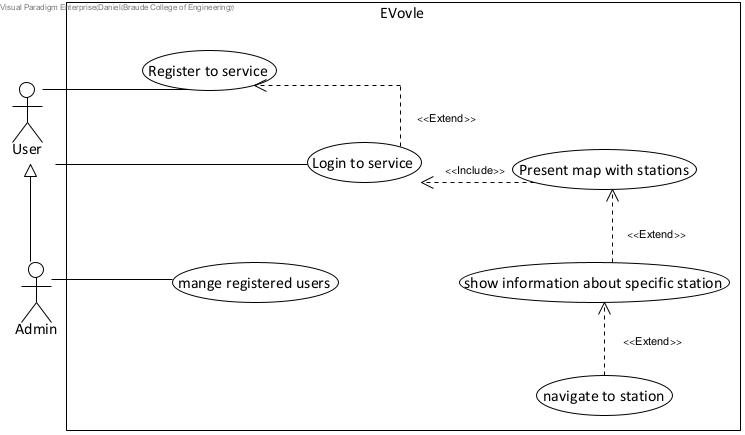 Visual Paradigm Enterprise(Daniel(Braude College of Engineering))
EVovle
Register to service
<<Extend>>
User
Login to service
<<Include>>
Present map with stations
<<Extend>>
mange registered users
show information about specific station
Admin
<<Extend>>
navigate to station